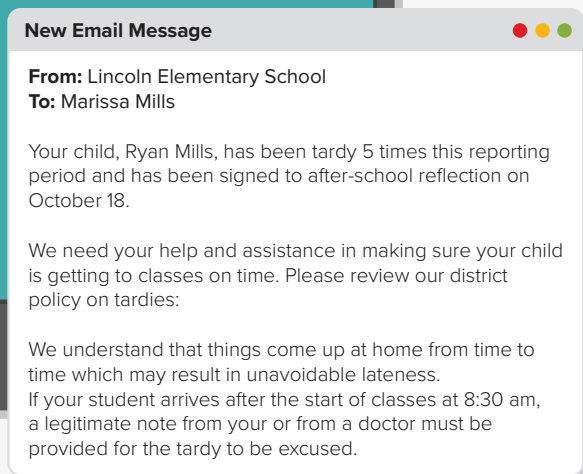 New Email Message
From: Lincoln Elementary School
To: Marissa Mills
Your child, Ryan Mills, has been tardy 5 times this reporting
period and has been signed to after-school reflection on
October 18.
We need your help and assistance in making sure your child
is getting to classes on time. Please review our district
policy on tardies:
We understand that things come up at home from time to
time which may result in unavoidable lateness.
If your student arrives after the start of classes at 8:30 am,
a legitimate note from your or from a doctor must be
provided for the tardy to be excused.